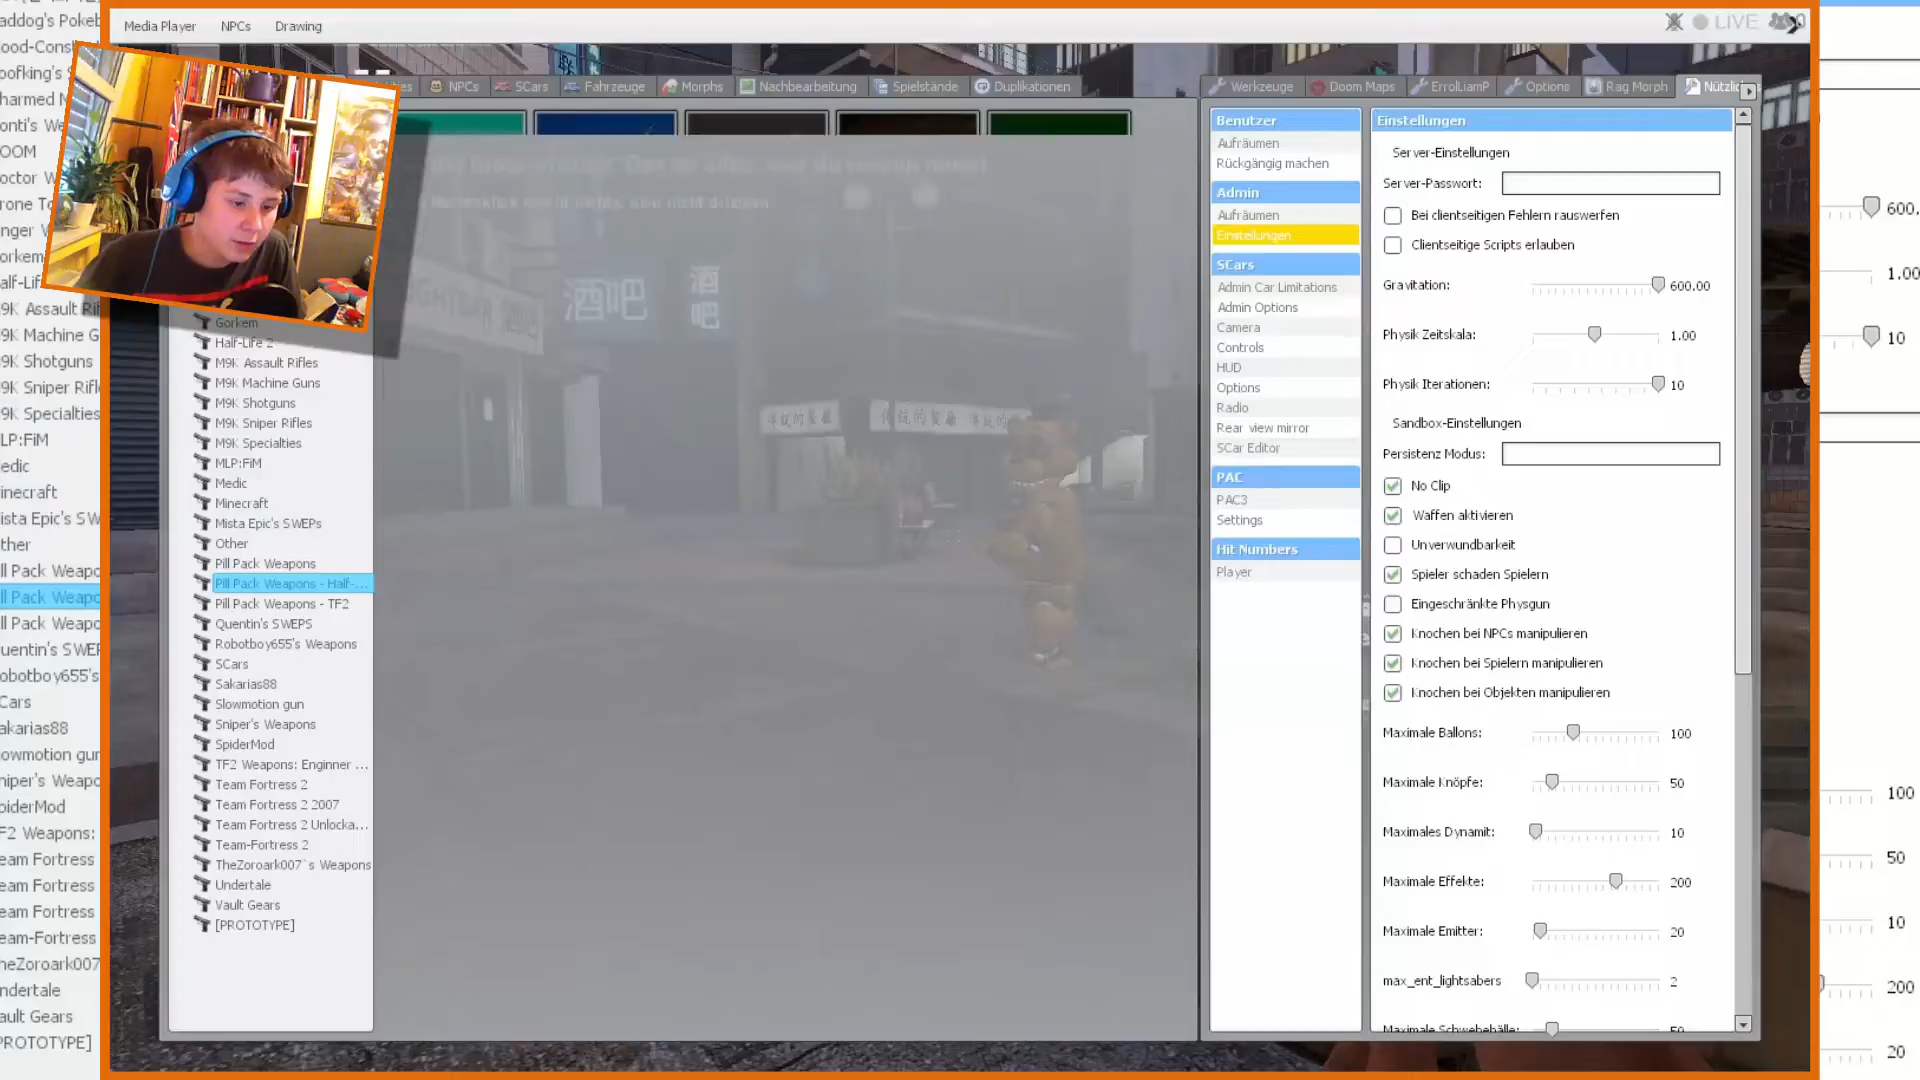 Media Player NPCs Drawing
LIVE 0
NPCs SCars Fahrzeuge Morphs Nachbearbeitung Spielstände Duplikationen
Werkzeuge Doom Maps ErrolLiamP Options Rag Morph
Gorkem
Half-Life 2
M9K Assault Rifles
M9K Machine Guns
M9K Shotguns
M9K Sniper Rifles
M9K Specialties
MLP:FiM
Medic
Minecraft
Mista Epic's SWEPs
Other
Pill Pack Weapons
Pill Pack Weapons - Half-...
Pill Pack Weapons - TF2
Quentin's SWEPS
Robotboy655's Weapons
SCars
Sakarias88
Slowmotion gun
Sniper's Weapons
SpiderMod
TF2 Weapons: Enginner ...
Team Fortress 2
Team Fortress 2 2007
Team Fortress 2 Unlocka...
Team-Fortress 2
TheZoroark007`s Weapons
Undertale
Vault Gears
[PROTOTYPE]
酒吧
酒吧
Benutzer
Aufräumen
Rückgängig machen
Admin
Aufräumen
Einstellungen
SCars
Admin Car Limitations
Admin Options
Camera
Controls
HUD
Options
Radio
Rear view mirror
SCar Editor
PAC
PAC3
Settings
Hit Numbers
Player
Einstellungen
Server-Einstellungen
Server-Passwort:
Bei clientseitigen Fehlern rauswerfen
Clientseitige Scripts erlauben
Gravitation: 600.00
Physik Zeitskala: 1.00
Physik Iterationen: 10
Sandbox-Einstellungen
Persistenz Modus:
No Clip
Waffen aktivieren
Unverwundbarkeit
Spieler schaden Spielern
Eingeschränkte Physgun
Knochen bei NPCs manipulieren
Knochen bei Spielern manipulieren
Knochen bei Objekten manipulieren
Maximale Ballons: 100
Maximale Knöpfe: 50
Maximales Dynamit: 10
Maximale Effekte: 200
Maximale Emitter: 20
max_ent_lightsabers 2
Maximale Schwebebälle: 50